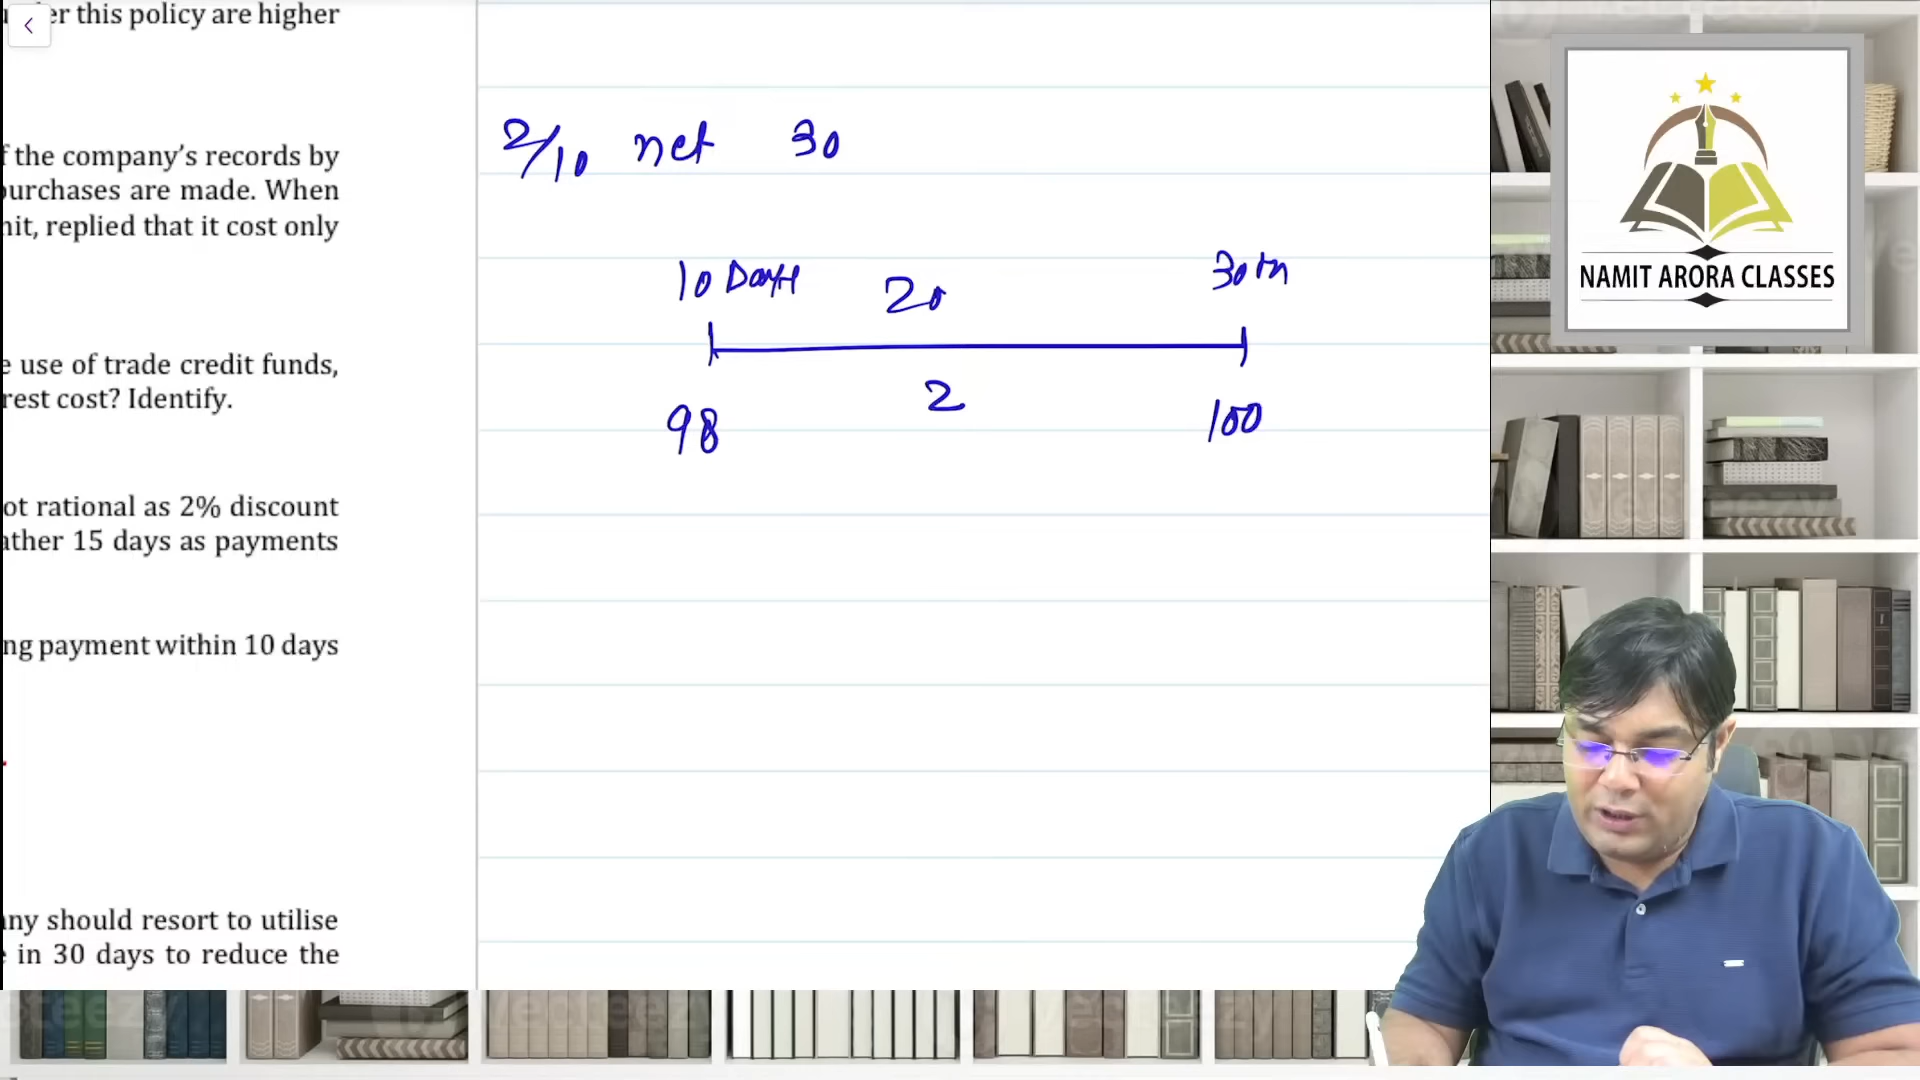 er this policy are higher
f the company's records by
purchases are made. When
nit, replied that it cost only
e use of trade credit funds,
rest cost? Identify.
ot rational as 2% discount
ather 15 days as payments
ng payment within 10 days
any should resort to utilise
e in 30 days to reduce the
2/10 net 30
10 Days 20 30th
98 2 100
NAMIT ARORA CLASSES